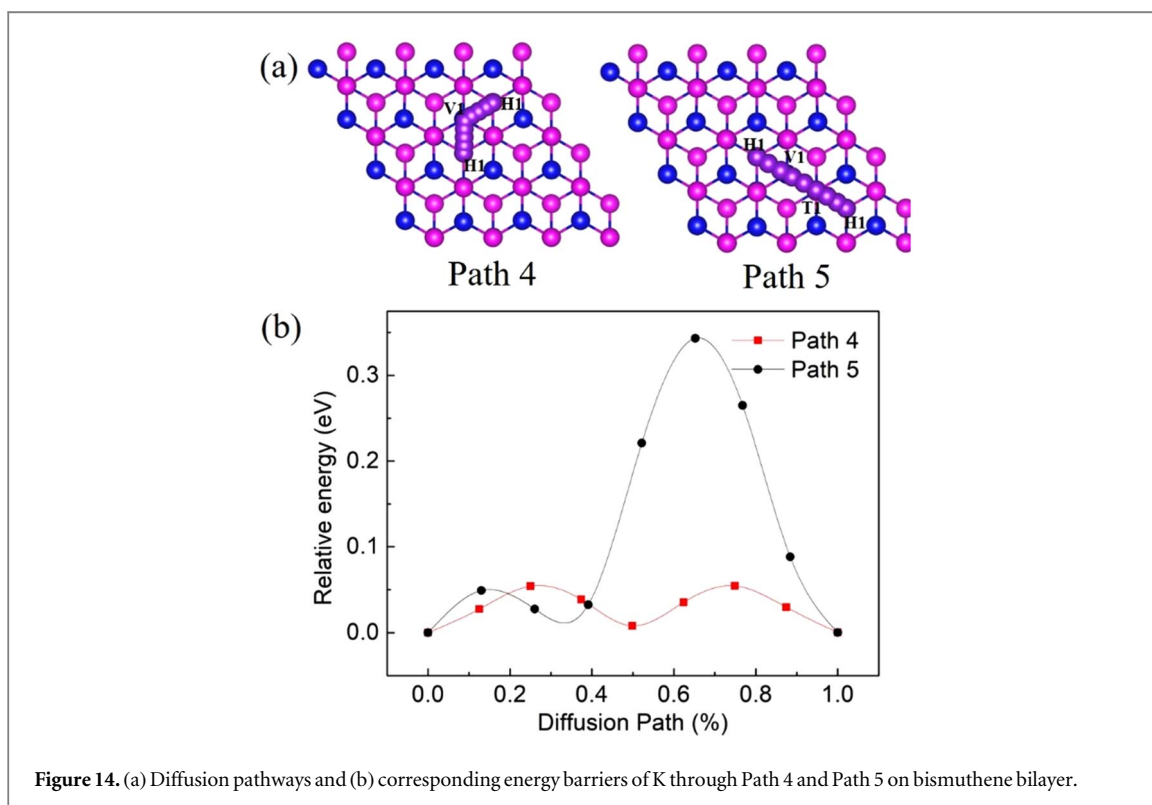 (a)
V1
H1
H1
H1
V1
T1
H1
Path 4
Path 5
(b)
Path 4
Path 5
Relative energy (eV)
0.3
0.2
0.1
0.0
0.0 0.2 0.4 0.6 0.8 1.0
Diffusion Path (%)
Figure 14. (a) Diffusion pathways and (b) corresponding energy barriers of K through Path 4 and Path 5 on bismuthene bilayer.